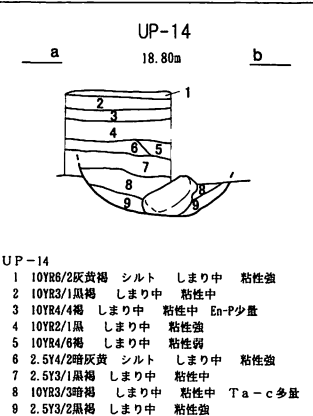 UP-14
a 18.80m b
1
2
3
4
6 5
7
8 8
9 9
UP-14
1 10YR6/2灰黄褐 シルト しまり中 粘性強
2 10YR3/1黒褐 しまり中 粘性中
3 10YR4/4褐 しまり中 粘性中 En-P少量
4 10YR2/1黒 しまり中 粘性強
5 10YR4/6褐 しまり中 粘性弱
6 2.5Y4/2暗灰黄 シルト しまり中 粘性強
7 2.5Y3/1黒褐 しまり中 粘性中
8 10YR3/3暗褐 しまり中 粘性中 Ta-c多量
9 2.5Y3/2黒褐 しまり中 粘性強